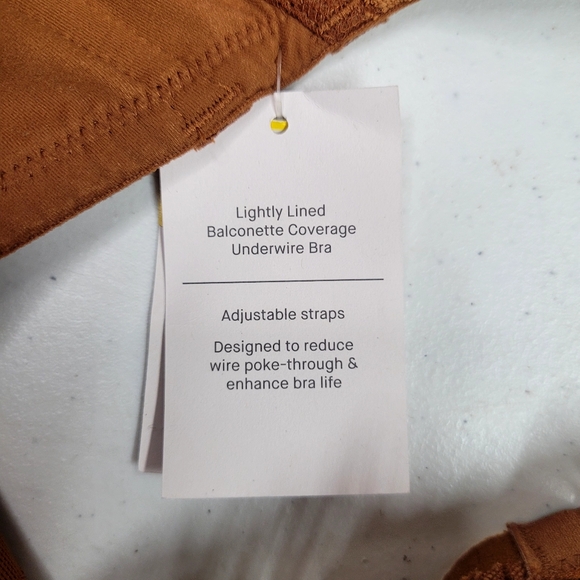 Lightly Lined
Balconette Coverage
Underwire Bra
Adjustable straps
Designed to reduce
wire poke-through &
enhance bra life